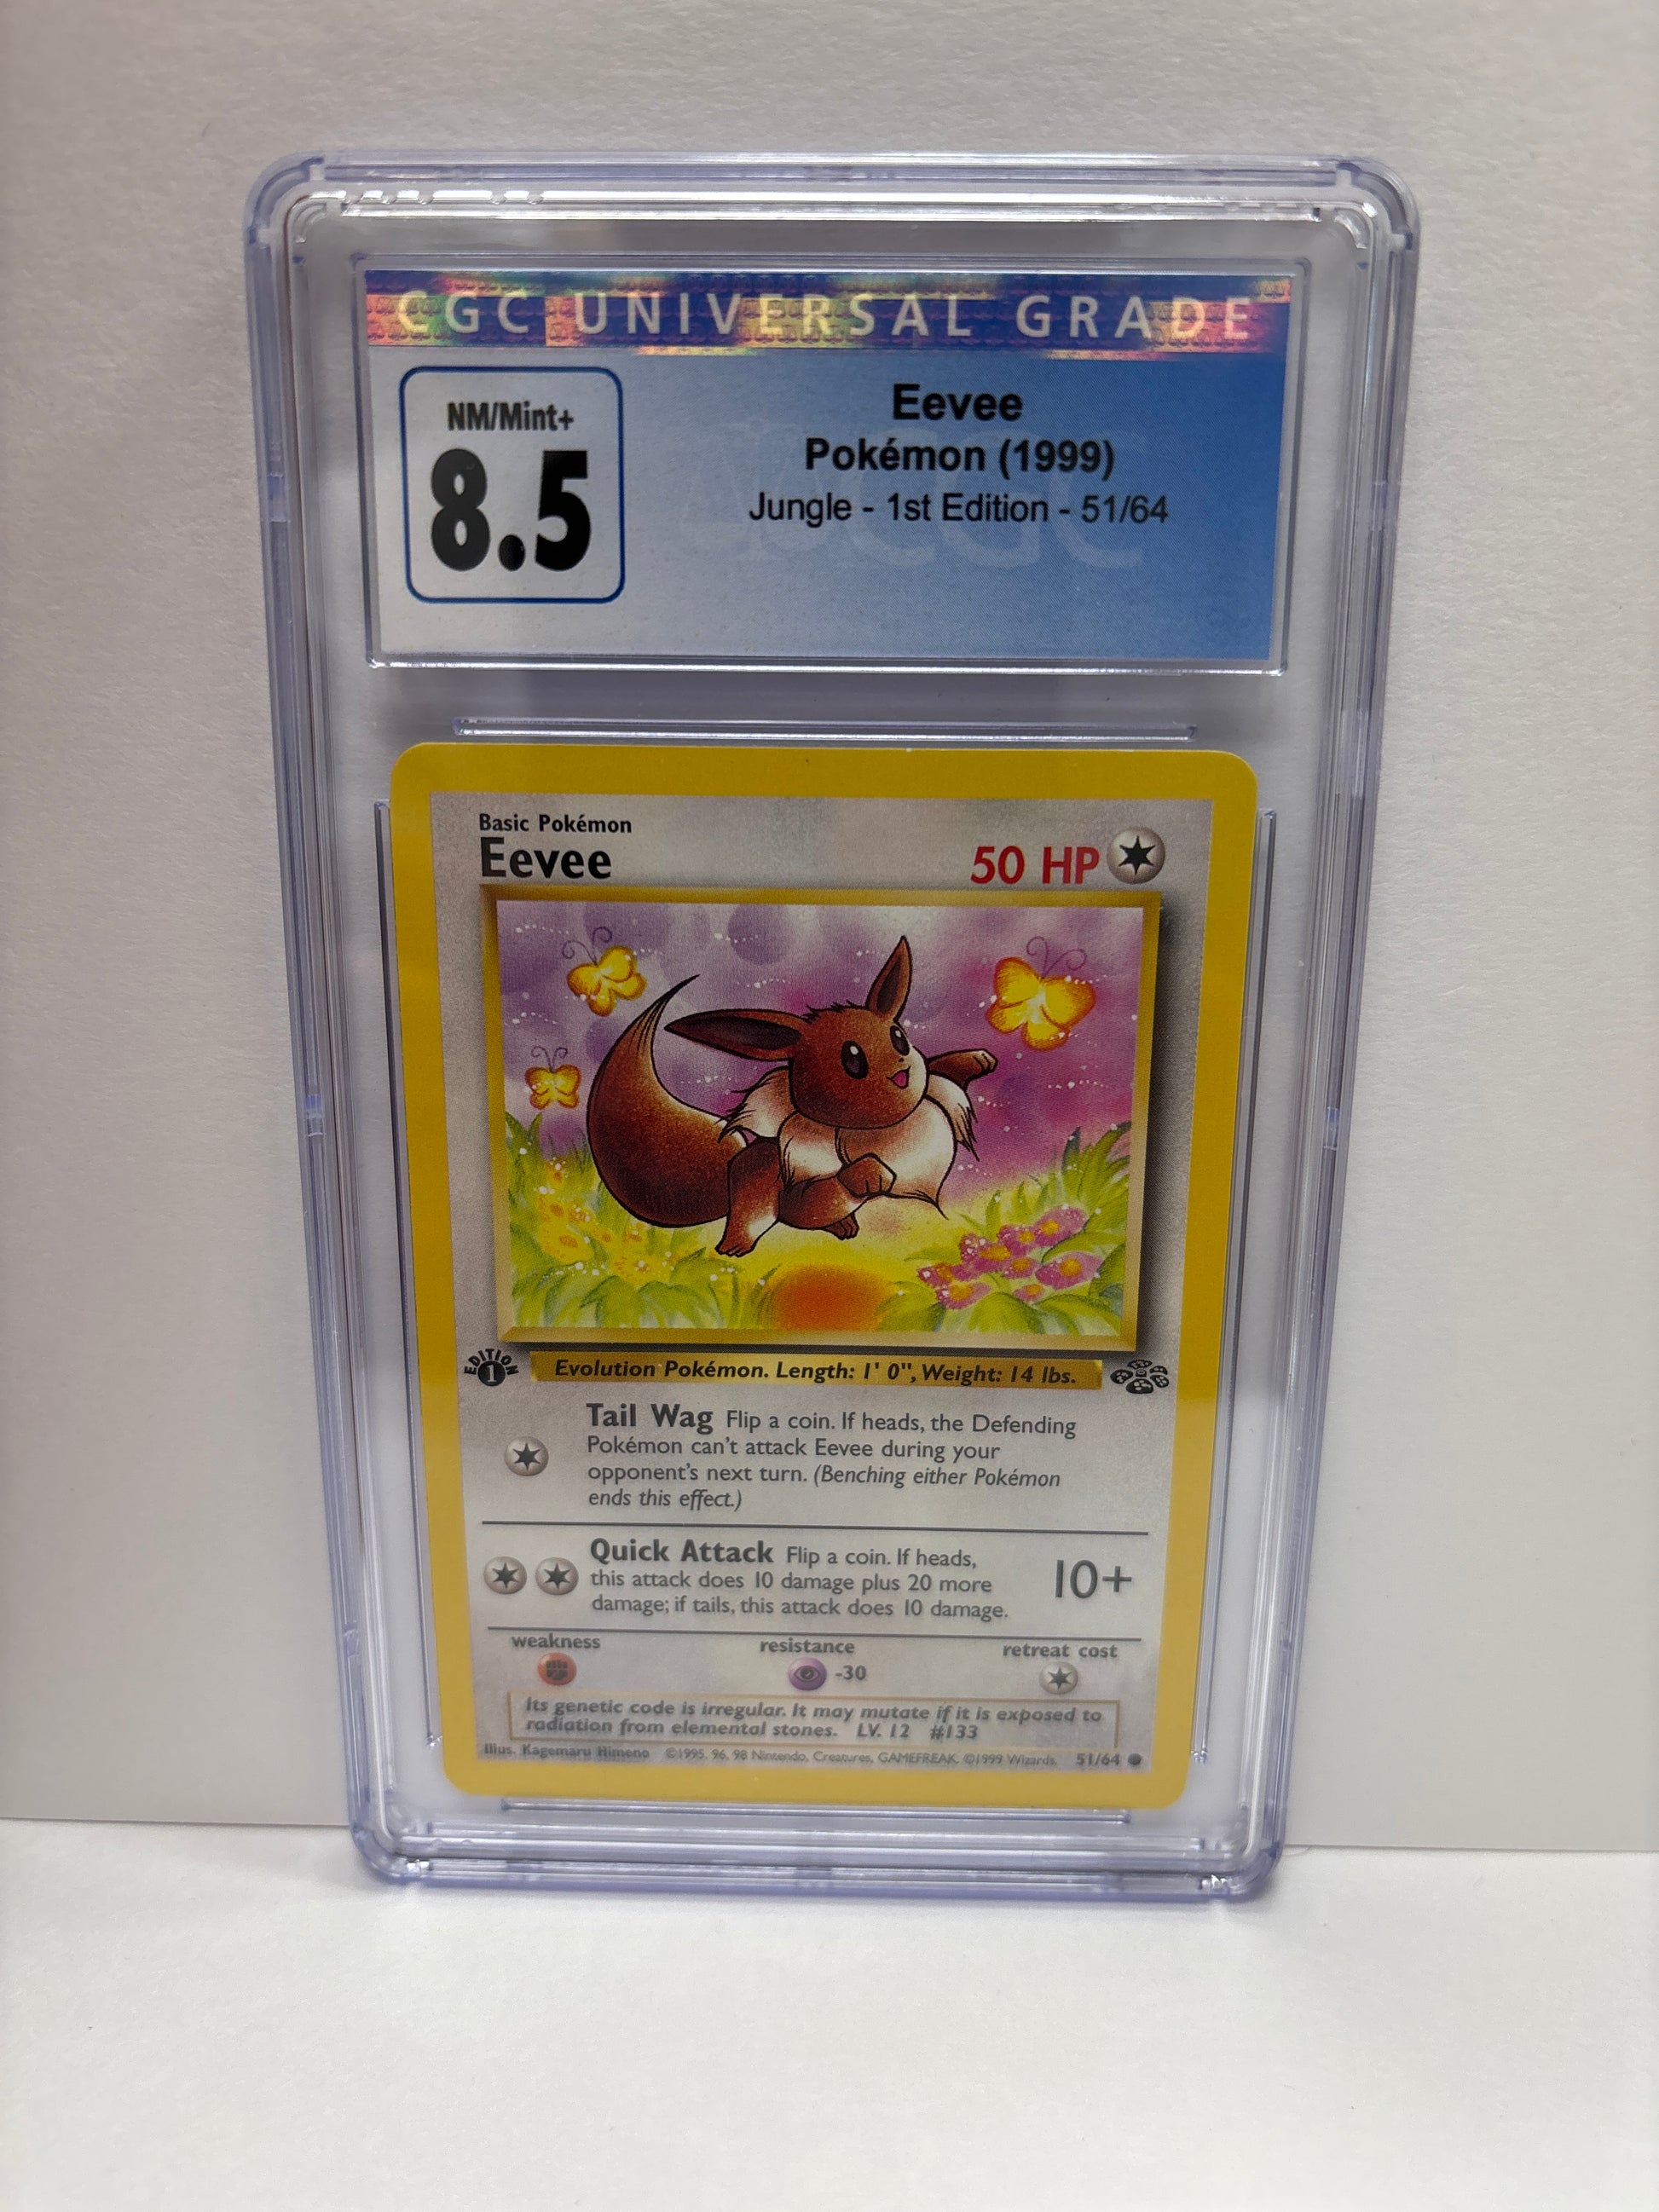 CGC UNIVERSAL GRADE
NM/Mint+
8.5
Eevee
Pokémon (1999)
Jungle - 1st Edition - 51/64
CGC
Basic Pokémon
Eevee
50 HP
EDITION
1
Evolution Pokémon. Length: 1' 0", Weight: 14 lbs.
Tail Wag Flip a coin. If heads, the Defending
Pokémon can't attack Eevee during your
opponent's next turn. (Benching either Pokémon
ends this effect.)
Quick Attack Flip a coin. If heads,
this attack does 10 damage plus 20 more
damage; if tails, this attack does 10 damage.
10+
weakness
resistance
retreat cost
-30
Its genetic code is irregular. It may mutate if it is exposed to
radiation from elemental stones. LV. 12 #133
Illus. Kagemaru Himeno ©1995, 96, 98 Nintendo, Creatures, GAMEFREAK. ©1999 Wizards. 51/64